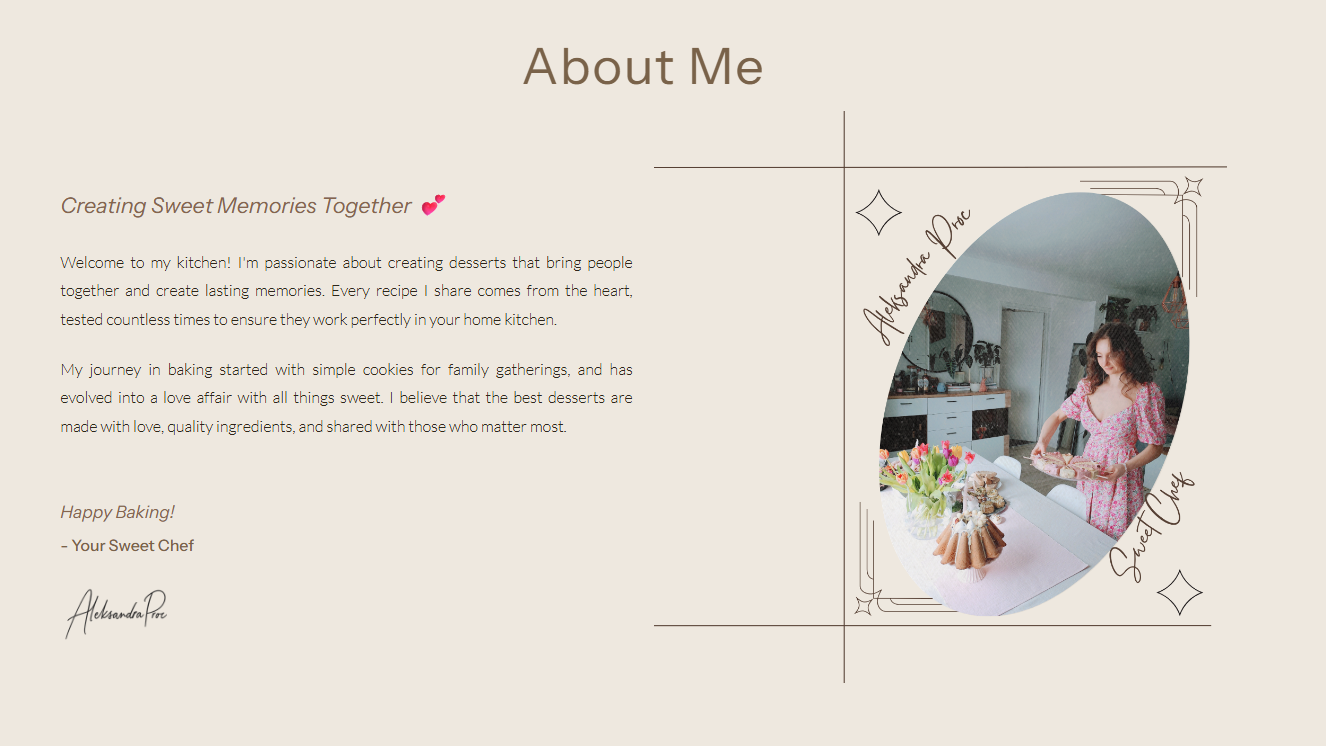 About Me
Creating Sweet Memories Together 💕
Welcome to my kitchen! I'm passionate about creating desserts that bring people
together and create lasting memories. Every recipe I share comes from the heart,
tested countless times to ensure they work perfectly in your home kitchen.
My journey in baking started with simple cookies for family gatherings, and has
evolved into a love affair with all things sweet. I believe that the best desserts are
made with love, quality ingredients, and shared with those who matter most.
Happy Baking!
- Your Sweet Chef
Aleksandra Proc
Aleksandra Proc
Sweet Chef